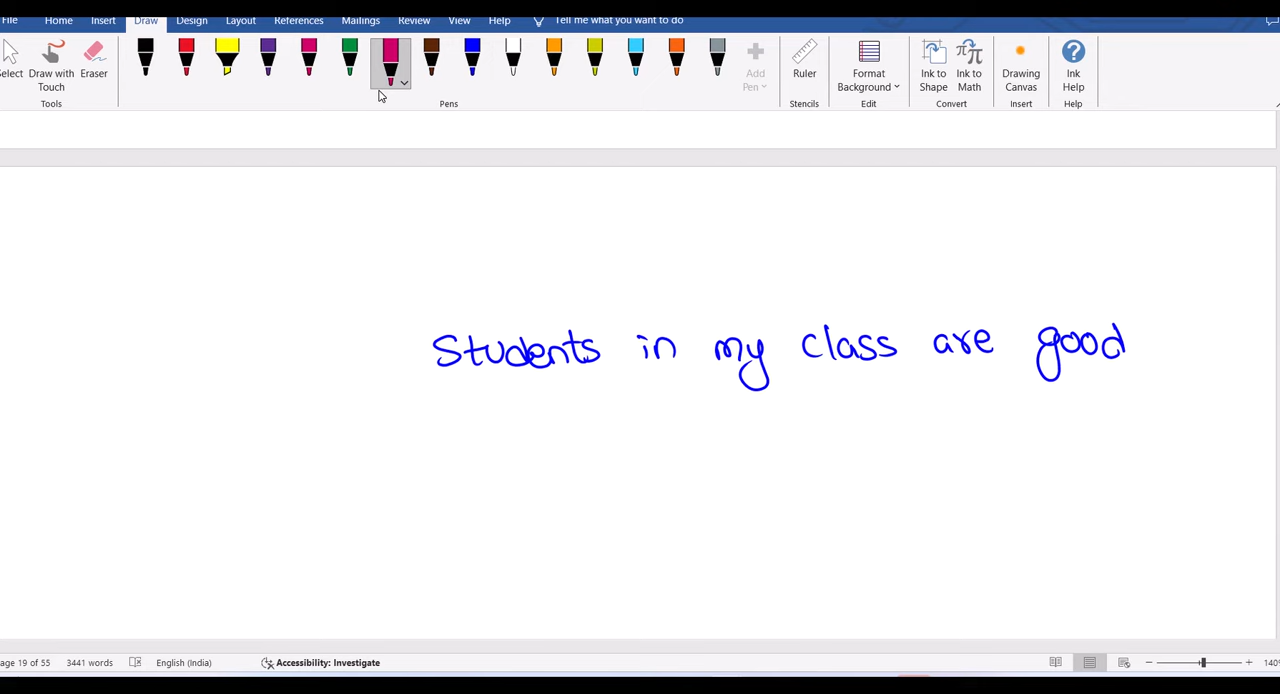 File Home Insert Draw Design Layout References Mailings Review View Help Tell me what you want to do
Select Draw with Touch Eraser Add Pen Ruler Format Background Ink to Shape Ink to Math Drawing Canvas Ink Help
Tools Pens Stencils Edit Convert Insert Help
Students in my class are good
age 19 of 55 3441 words English (India) Accessibility: Investigate 140%